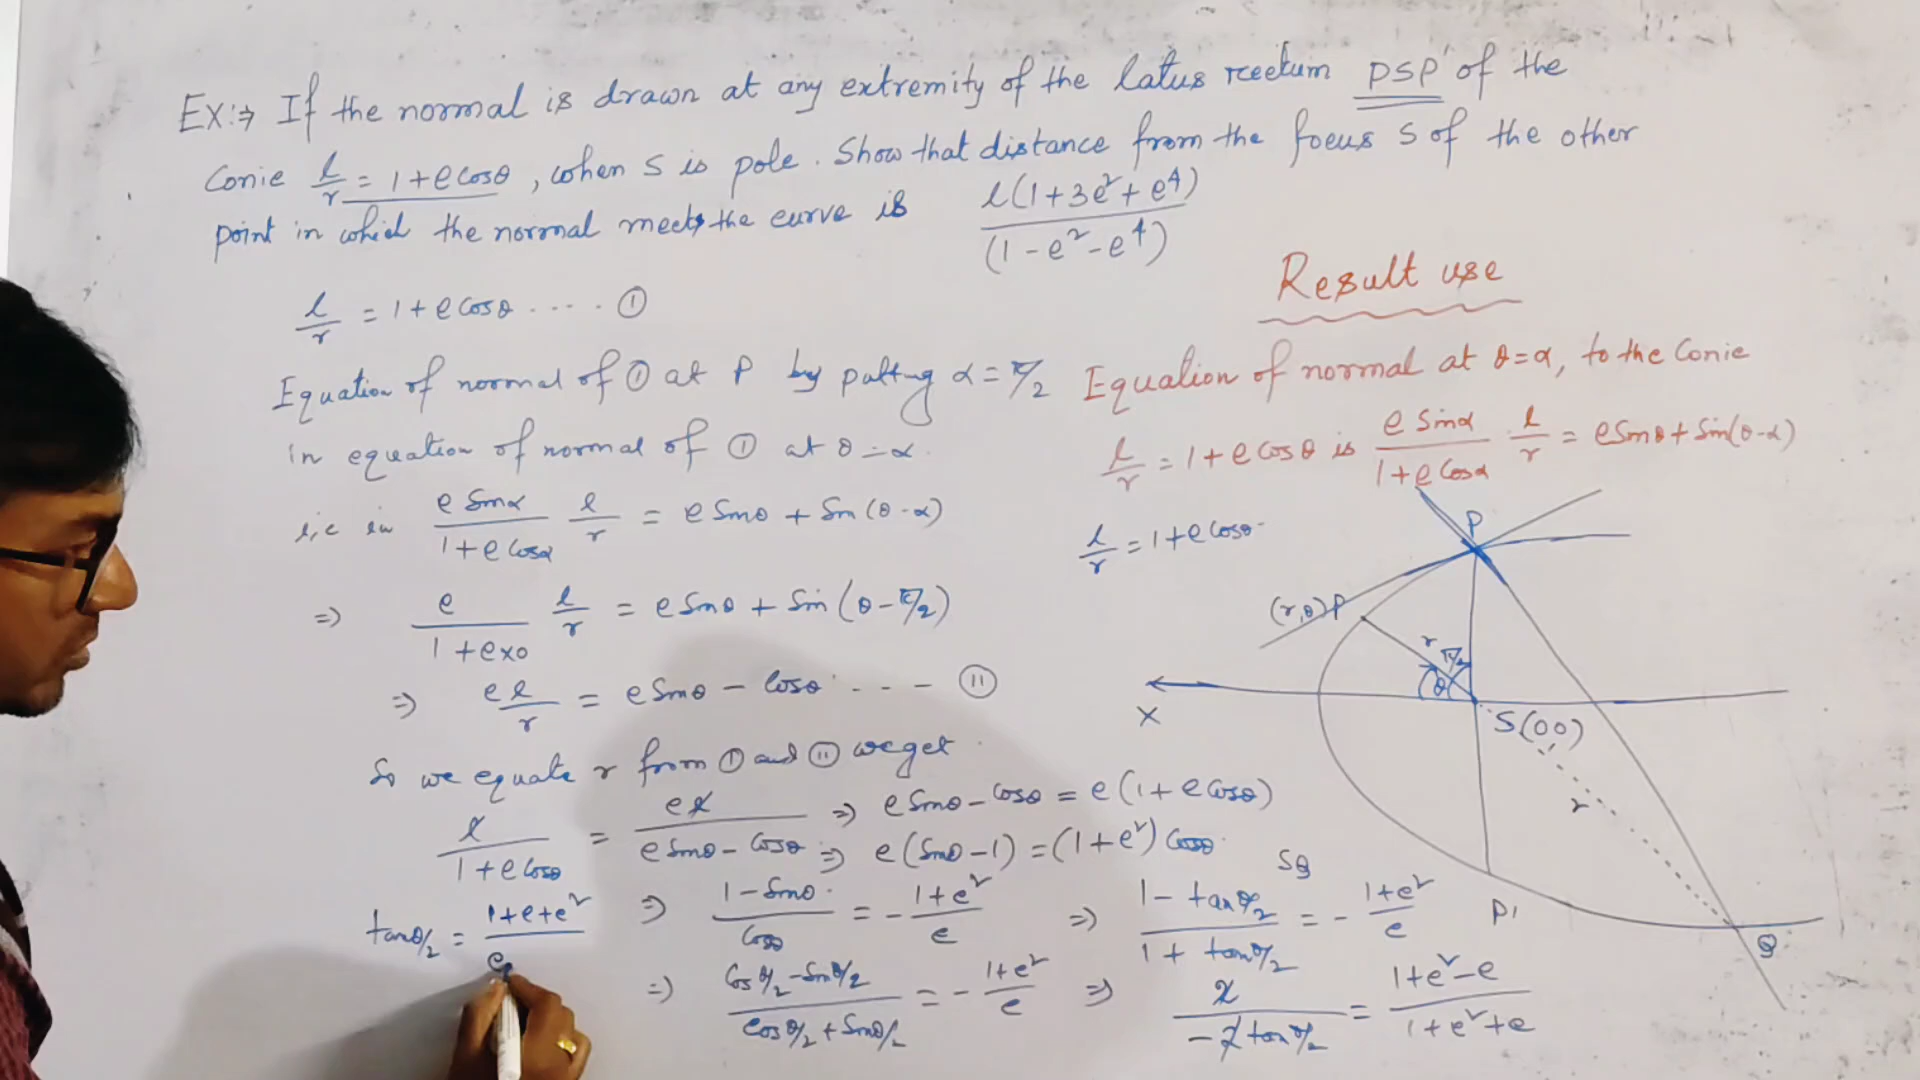 EX:⇒ If the normal is drawn at any extremity of the latus rectum PSP' of the
Conic l/r = 1+e cosθ, when S is pole. Show that distance from the focus S of the other
point in which the normal meets the curve is l(1+3e²+e⁴)/(1-e²-e⁴)
Result use
l/r = 1+e cosθ .... ①
Equation of normal of ① at P by putting α = π/2
in equation of normal of ① at θ = α.
i,e in e Sinα/(1+e Cosα) l/r = e Sinθ + Sin(θ-α)
⇒ e/(1+e×0) l/r = e Sinθ + Sin(θ-π/2)
⇒ el/r = e Sinθ - Cosθ ... - ⑪
So we equate r from ① and ⑪ we get
l/(1+e Cosθ) = el/(e Sinθ - Cosθ) ⇒ e Sinθ - Cosθ = e(1+e Cosθ)
⇒ e(Sinθ-1) = (1+e²) Cosθ
⇒ (1-Sinθ)/Cosθ = -(1+e²)/e
⇒ (Cosθ/2 - Sinθ/2)/(Cosθ/2 + Sinθ/2) = -(1+e²)/e
⇒ (1-tanθ/2)/(1+tanθ/2) = -(1+e²)/e
⇒ 2/(-2 tanθ/2) = (1+e²-e)/(1+e²+e)
tanθ/2 = (1+e+e²)/e
Equation of normal at θ=α, to the Conic
l/r = 1+e Cosθ is e Sinα/(1+e Cosα) l/r = e Sinθ + Sin(θ-α)
l/r = 1+e Cosθ
P
(r,θ)P
r
π/2
θ
X
S(00)
r
SQ
P'
Q